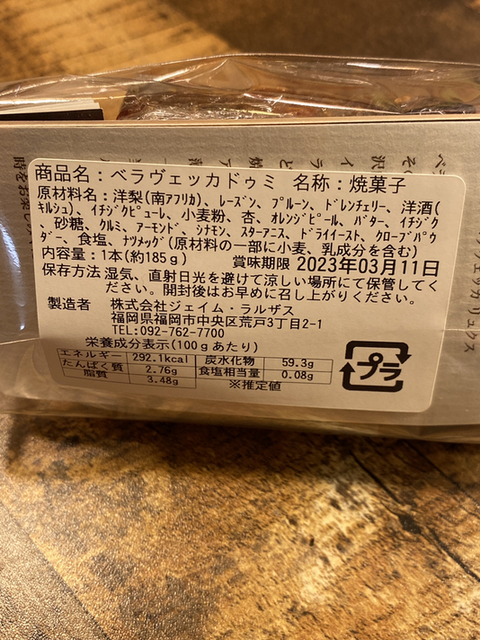 商品名：ベラヴェッカドゥミ 名称：焼菓子
原材料名：洋梨(南アフリカ)、レーズン、プルーン、ドレンチェリー、洋酒(
キルシュ)、イチジクピューレ、小麦粉、杏、オレンジピール、バター、イチジク
、砂糖、クルミ、アーモンド、シナモン、スターアニス、ドライイースト、クローブパウ
ダー、食塩、ナツメッグ(原材料の一部に小麦、乳成分を含む)
内容量：1本(約185ｇ) 賞味期限 2023年03月11日
保存方法 湿気、直射日光を避けて涼しい場所にて保管してく
ださい。開封後はお早めに召し上がりください。
製造者 株式会社ジェイム・ラルザス
福岡県福岡市中央区荒戸3丁目2-1
TEL:092-762-7700
栄養成分表示(100ｇあたり)
エネルギー 292.1kcal 炭水化物 59.3g
たんぱく質 2.76g 食塩相当量 0.08g
脂質 3.48g ※推定値
プラ